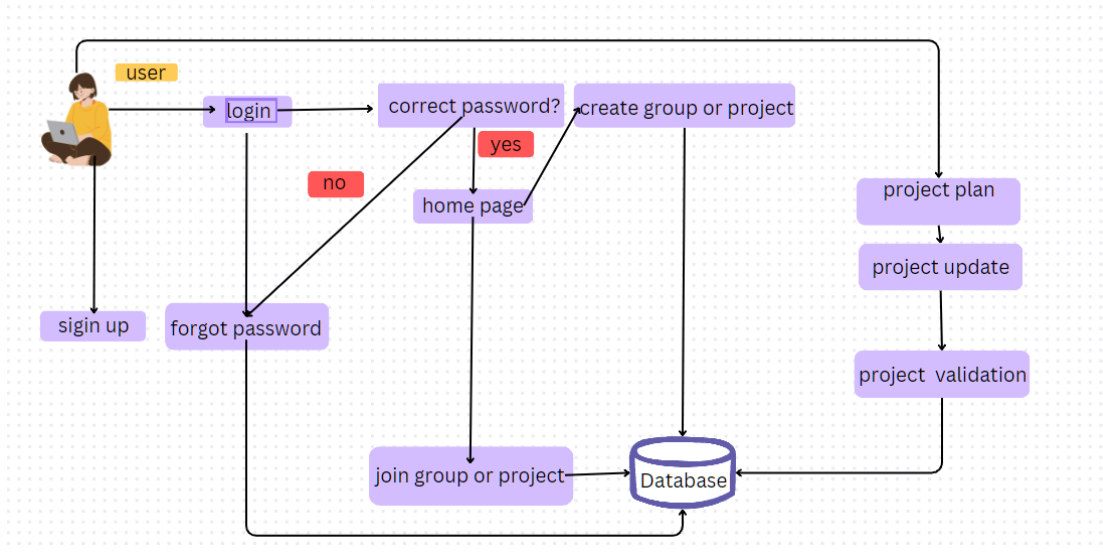 user
login
correct password?
create group or project
yes
no
home page
project plan
project update
sigin up
forgot password
project validation
join group or project
Database